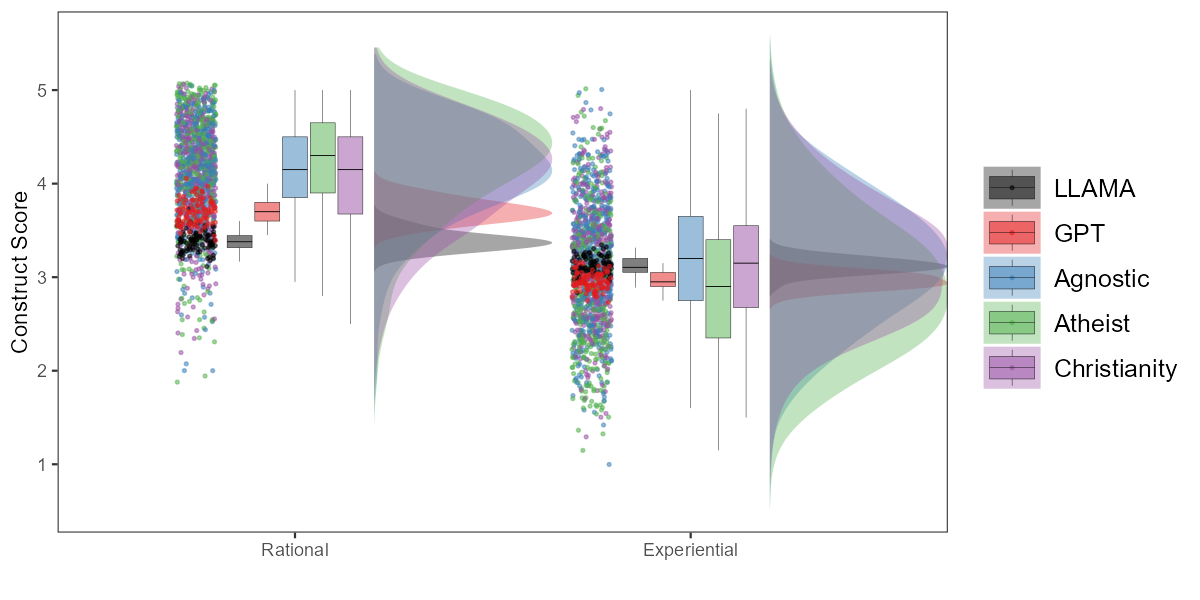 Construct Score
5
4
3
2
1
Rational
Experiential
LLAMA
GPT
Agnostic
Atheist
Christianity